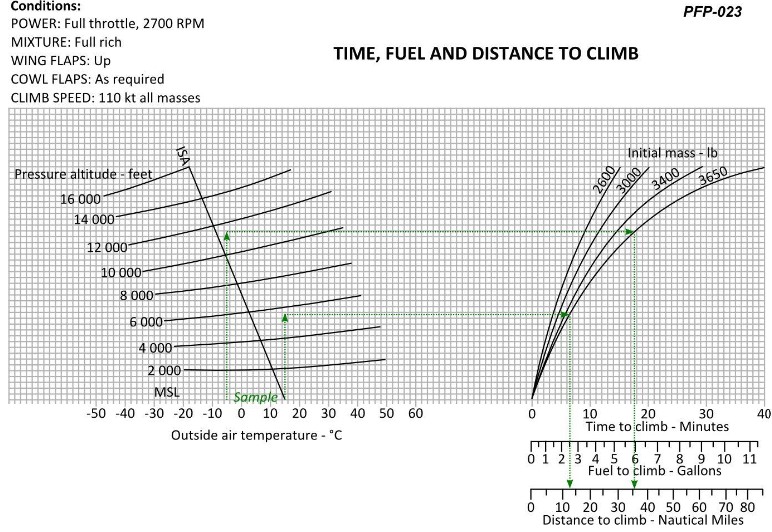 Conditions:
PFP-023
POWER: Full throttle, 2700 RPM
MIXTURE: Full rich
WING FLAPS: Up
COWL FLAPS: As required
CLIMB SPEED: 110 kt all masses
TIME, FUEL AND DISTANCE TO CLIMB
ISA
Pressure altitude - feet
16 000
14 000
12 000
10 000
8 000
6 000
4 000
2 000
MSL
Sample
-50 -40 -30 -20 -10 0 10 20 30 40 50 60
Outside air temperature - °C
Initial mass - lb
2600 3000 3400 3650
0 10 20 30 40
Time to climb - Minutes
0 1 2 3 4 5 6 7 8 9 10 11
Fuel to climb - Gallons
0 10 20 30 40 50 60 70 80
Distance to climb - Nautical Miles